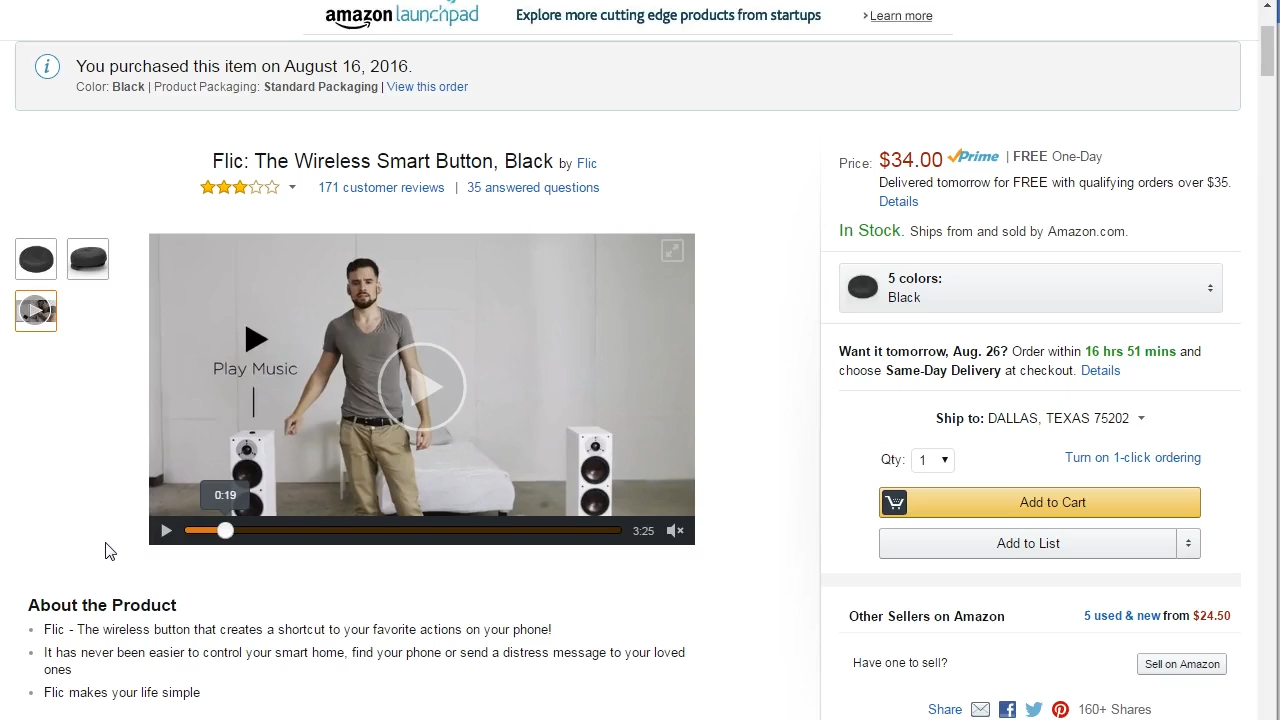 amazon launchpad
Explore more cutting edge products from startups
› Learn more
You purchased this item on August 16, 2016.
Color: Black | Product Packaging: Standard Packaging | View this order
Flic: The Wireless Smart Button, Black by Flic
171 customer reviews | 35 answered questions
Play Music
0:19
3:25
About the Product
Flic - The wireless button that creates a shortcut to your favorite actions on your phone!
It has never been easier to control your smart home, find your phone or send a distress message to your loved
ones
Flic makes your life simple
Price: $34.00 Prime | FREE One-Day
Delivered tomorrow for FREE with qualifying orders over $35.
Details
In Stock. Ships from and sold by Amazon.com.
5 colors:
Black
Want it tomorrow, Aug. 26? Order within 16 hrs 51 mins and
choose Same-Day Delivery at checkout. Details
Ship to: DALLAS, TEXAS 75202
Qty: 1
Turn on 1-click ordering
Add to Cart
Add to List
Other Sellers on Amazon
5 used & new from $24.50
Have one to sell?
Sell on Amazon
Share
160+ Shares